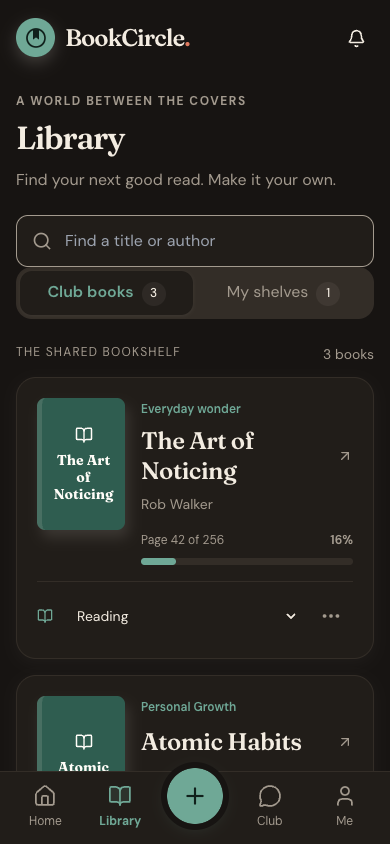 BookCircle.
A WORLD BETWEEN THE COVERS
Library
Find your next good read. Make it your own.
Find a title or author
Club books 3
My shelves 1
THE SHARED BOOKSHELF
3 books
The Art
of
Noticing
Everyday wonder
The Art of
Noticing
Rob Walker
Page 42 of 256
16%
Reading
Atomic
Personal Growth
Atomic Habits
Home
Library
Club
Me